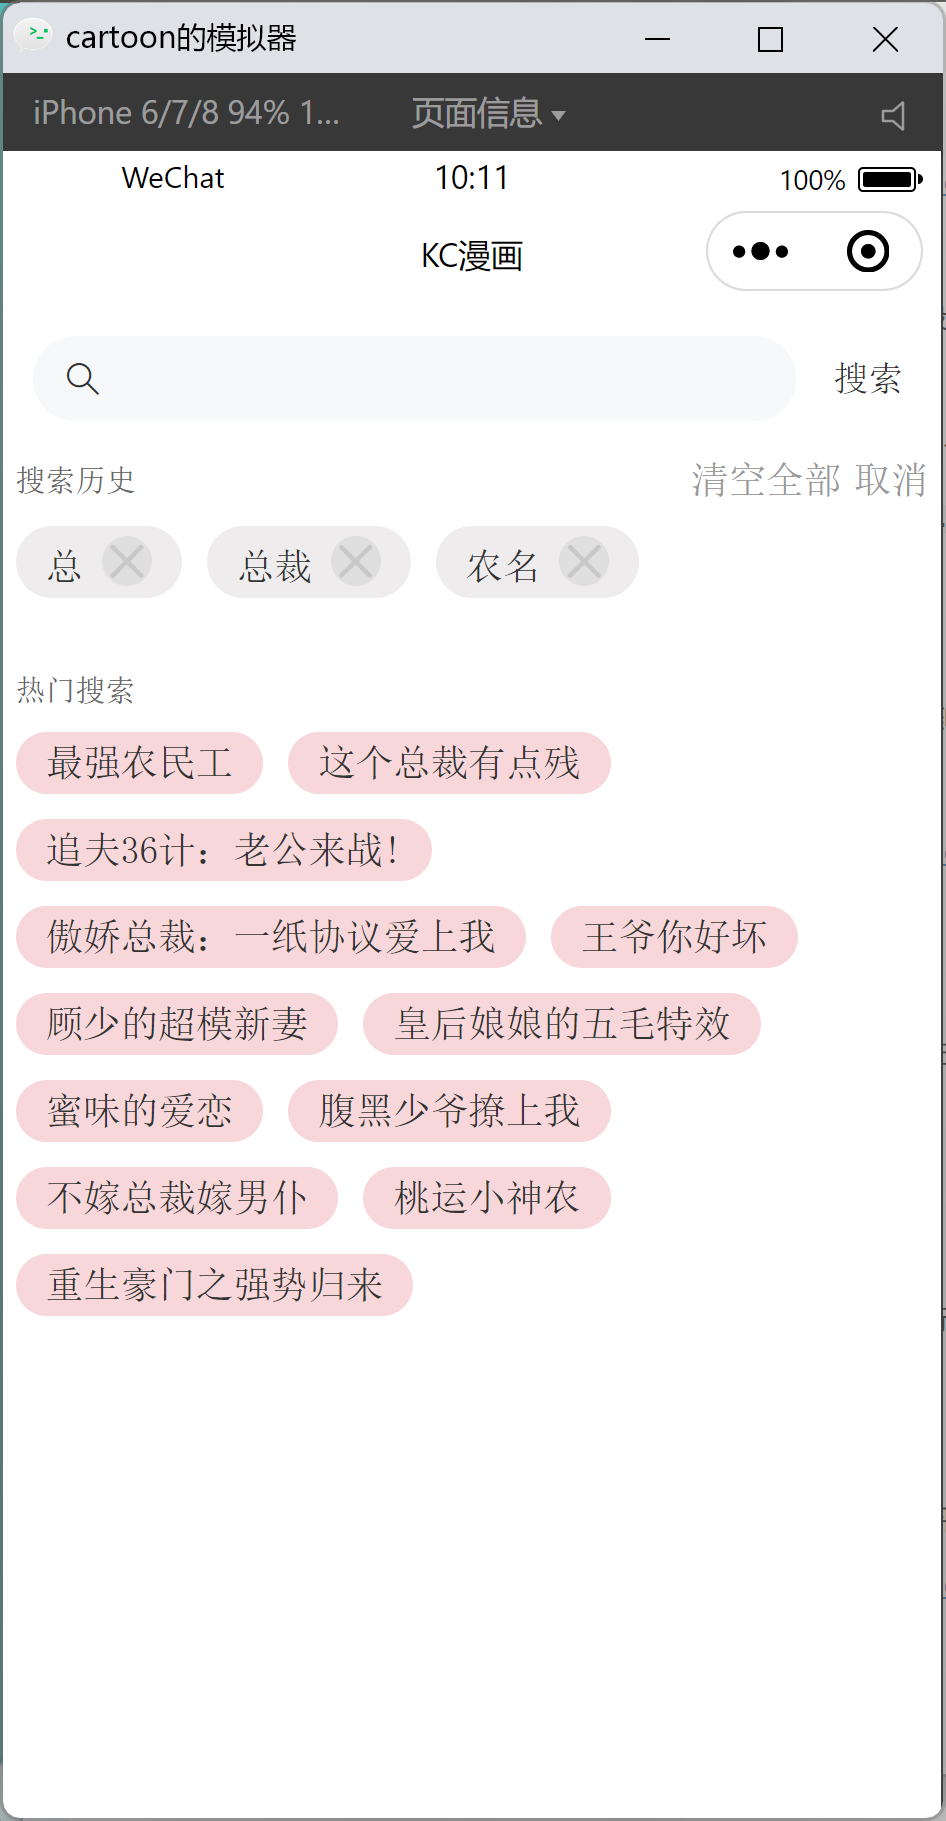 cartoon的模拟器
iPhone 6/7/8 94% 1... 页面信息
WeChat 10:11 100%
KC漫画
搜索
搜索历史 清空全部 取消
总 总裁 农名
热门搜索
最强农民工 这个总裁有点残
追夫36计：老公来战！
傲娇总裁：一纸协议爱上我 王爷你好坏
顾少的超模新妻 皇后娘娘的五毛特效
蜜味的爱恋 腹黑少爷撩上我
不嫁总裁嫁男仆 桃运小神农
重生豪门之强势归来